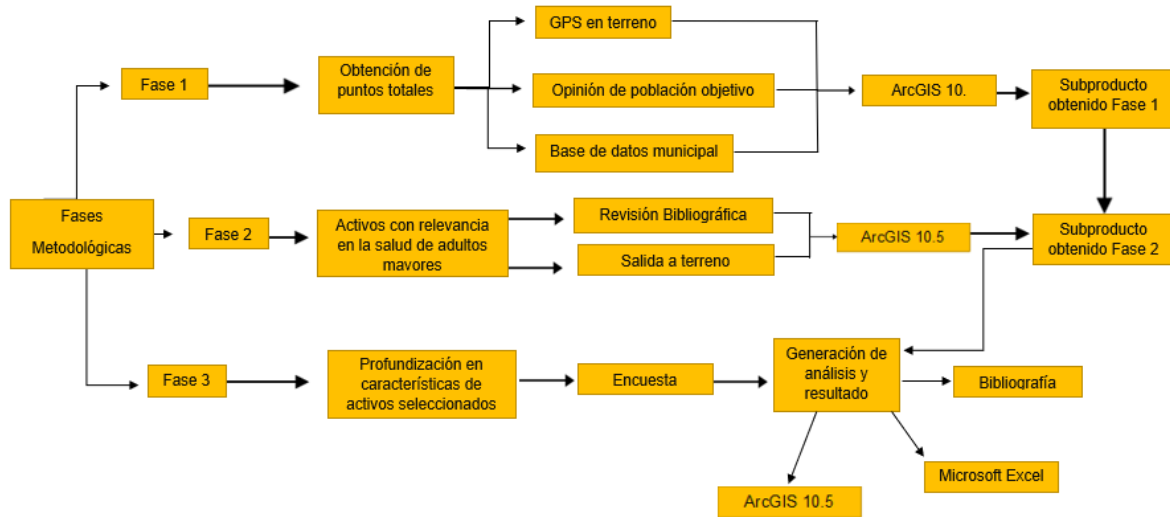 GPS en terreno
Fase 1
Obtención de
puntos totales
Opinión de población objetivo
ArcGIS 10.
Subproducto
obtenido Fase 1
Base de datos municipal
Fases
Metodológicas
Fase 2
Activos con relevancia
en la salud de adultos
mavores
Revisión Bibliográfica
Salida a terreno
ArcGIS 10.5
Subproducto
obtenido Fase 2
Fase 3
Profundización en
características de
activos seleccionados
Encuesta
Generación de
análisis y
resultado
Bibliografía
Microsoft Excel
ArcGIS 10.5